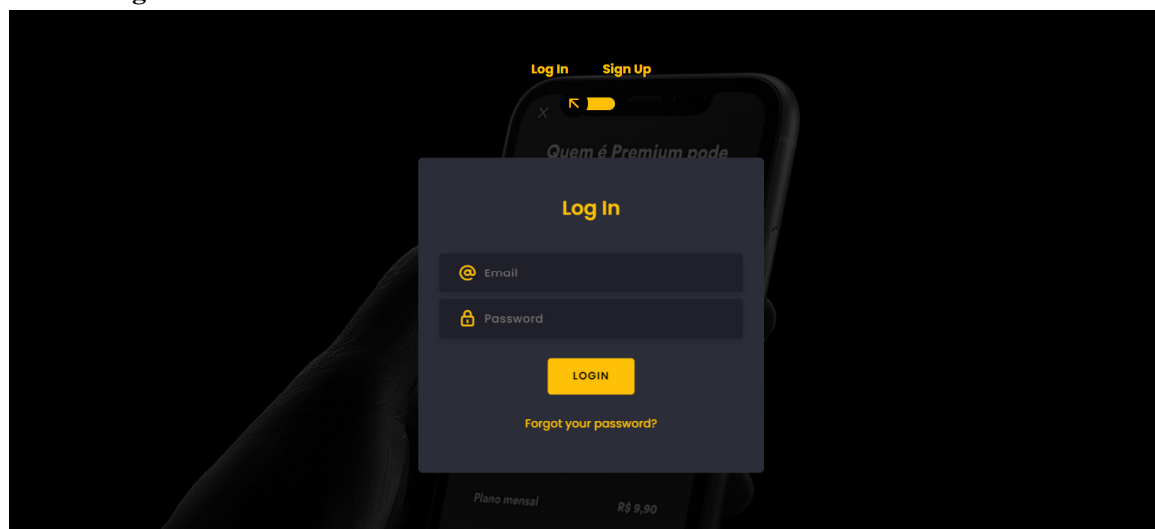 Log In Sign Up
X
Quem é Premium pode
Log In
@ Email
Password
LOGIN
Forgot your password?
Plano mensal R$ 9,90